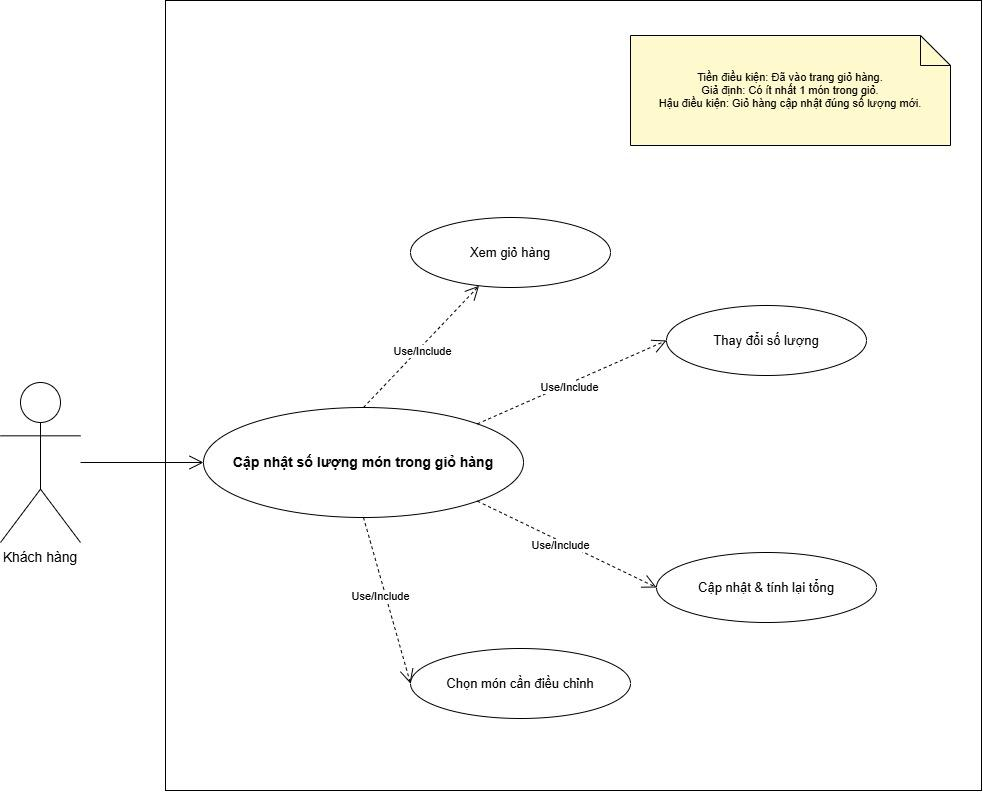 Tiền điều kiện: Đã vào trang giỏ hàng.
Giả định: Có ít nhất 1 món trong giỏ.
Hậu điều kiện: Giỏ hàng cập nhật đúng số lượng mới.
Xem giỏ hàng
Use/Include
Thay đổi số lượng
Use/Include
Cập nhật số lượng món trong giỏ hàng
Khách hàng
Use/Include
Cập nhật & tính lại tổng
Use/Include
Chọn món cần điều chỉnh